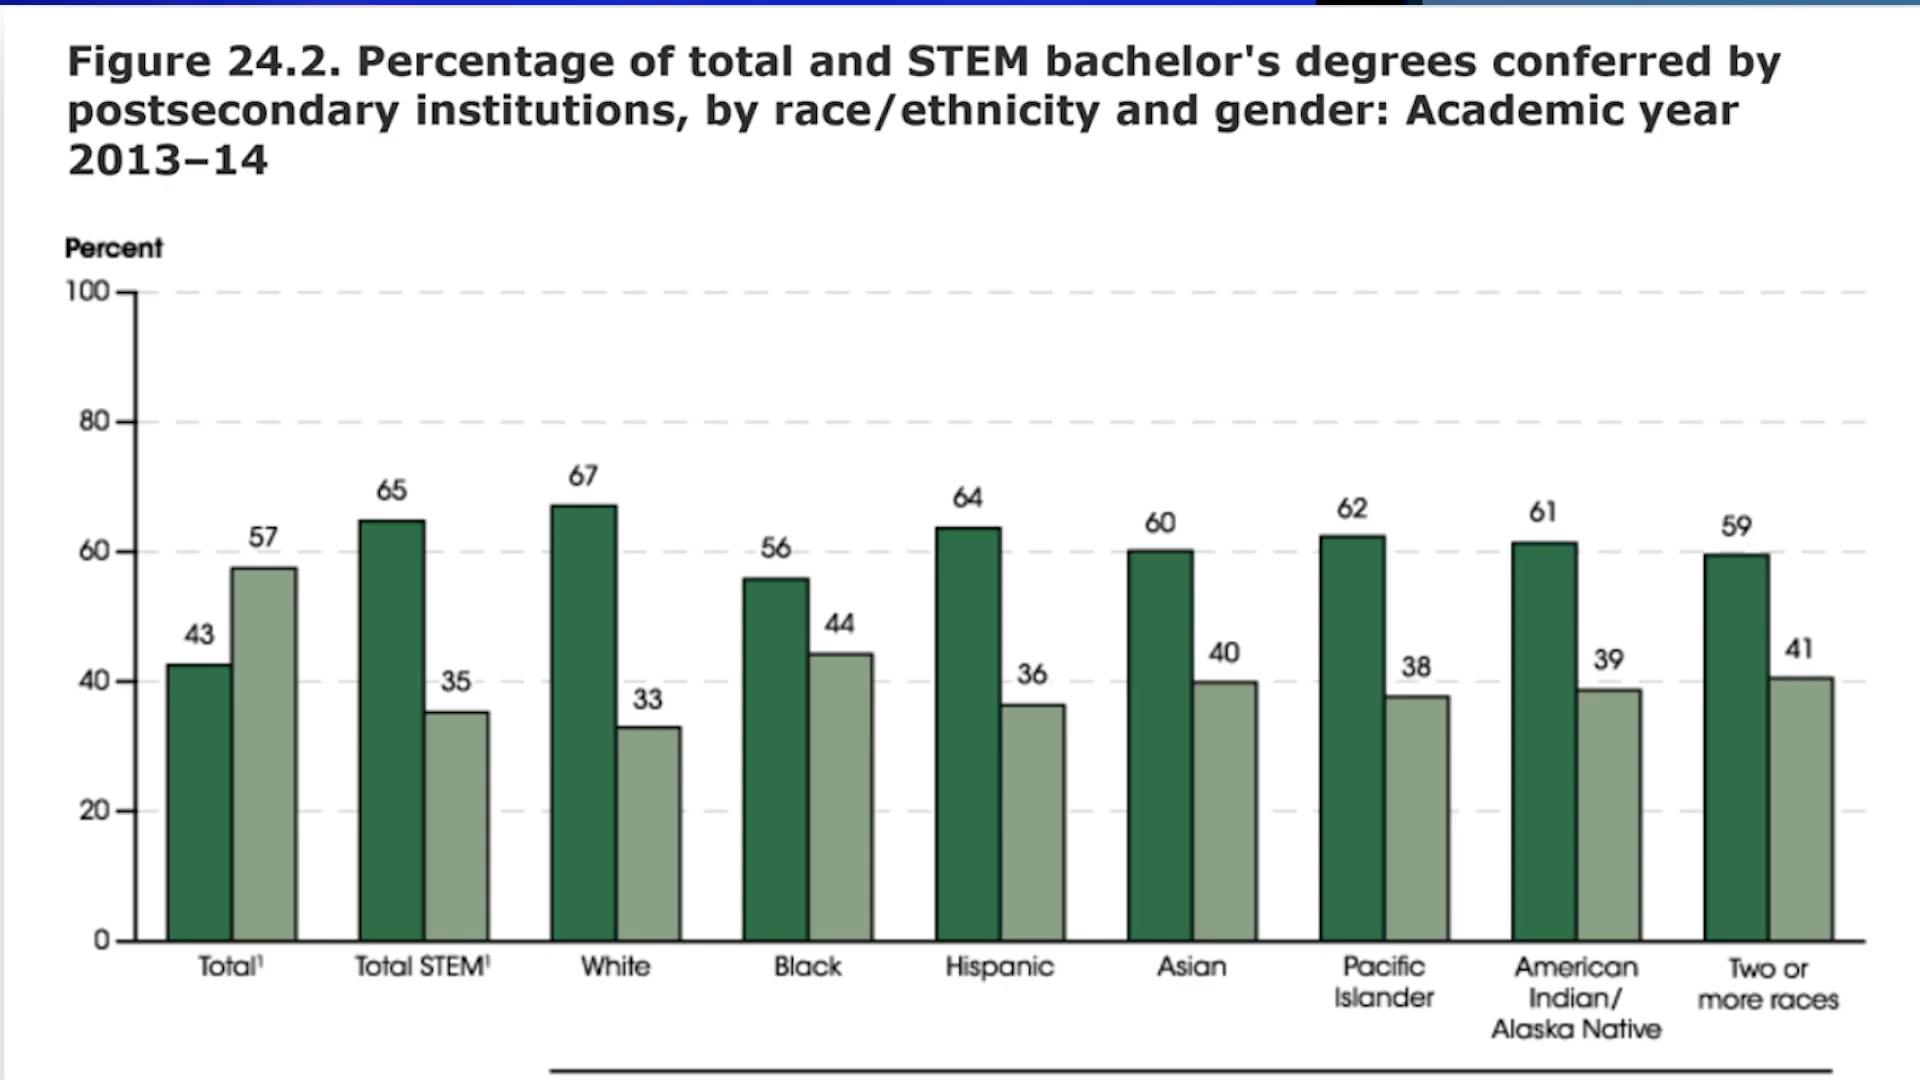 Figure 24.2. Percentage of total and STEM bachelor's degrees conferred by
postsecondary institutions, by race/ethnicity and gender: Academic year
2013–14
Percent
100
80
60
40
20
0
43
57
65
35
67
33
56
44
64
36
60
40
62
38
61
39
59
41
Total¹
Total STEM¹
White
Black
Hispanic
Asian
Pacific
Islander
American
Indian/
Alaska Native
Two or
more races